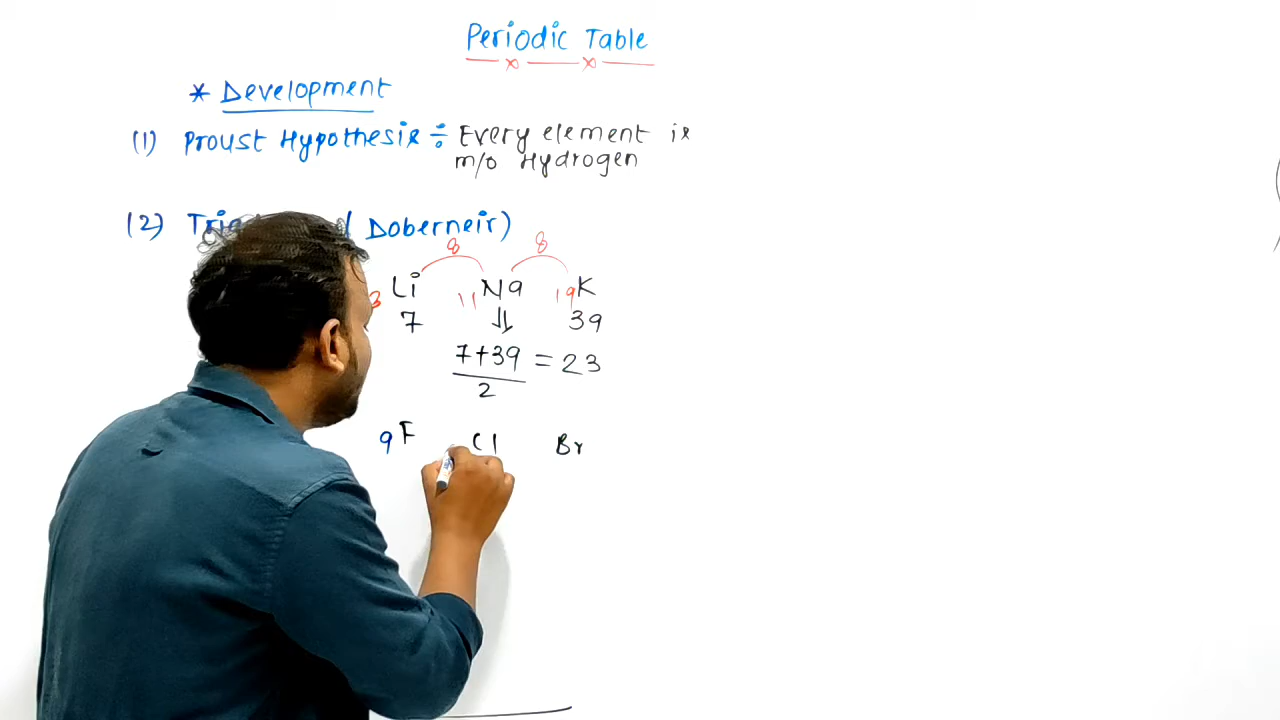 Periodic Table
* Development
(1) Proust Hypothesis ÷ Every element is
m/o Hydrogen
(2) ( Doberneir)
8 8
3 Li 11 Na 19 K
7 ⇓ 39
7+39 = 23
2
9 F Cl Br